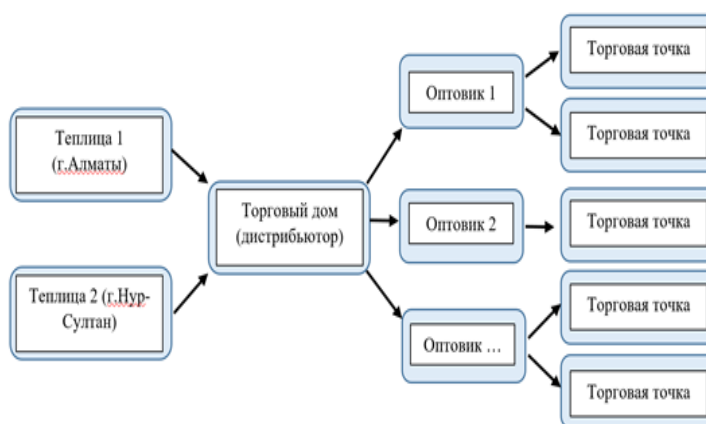 Теплица 1
(г.Алматы)
Теплица 2 (г.Нур-
Султан)
Торговый дом
(дистрибьютор)
Оптовик 1
Оптовик 2
Оптовик ...
Торговая точка
Торговая точка
Торговая точка
Торговая точка
Торговая точка